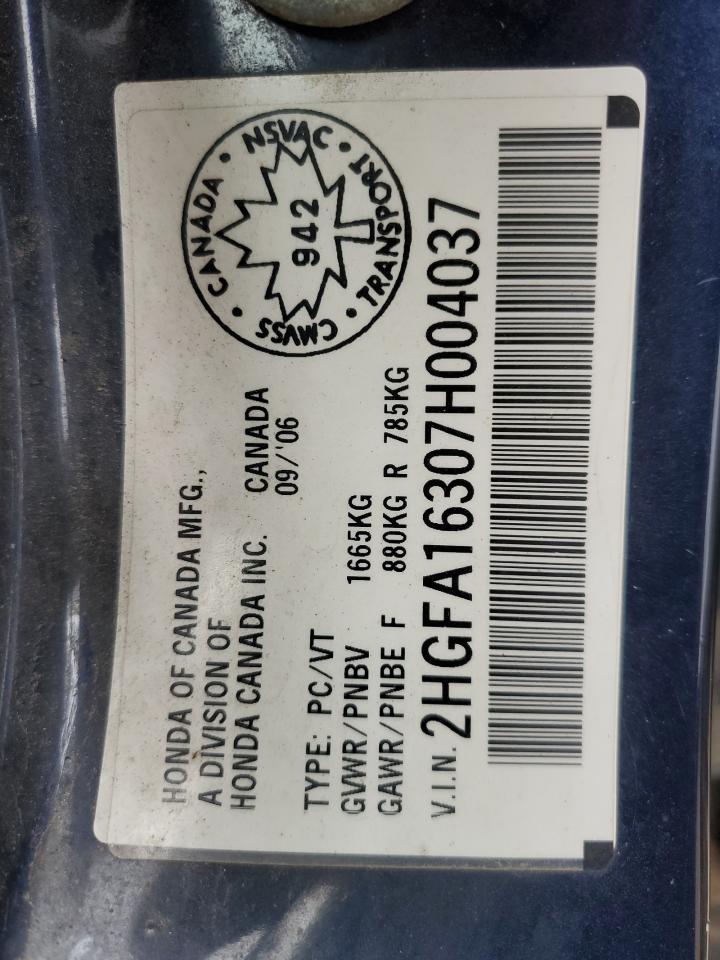 HONDA OF CANADA MFG.,
A DIVISION OF
HONDA CANADA INC. CANADA
09/'06
TYPE: PC/VT
GVWR/PNBV 1665KG
GAWR/PNBE F 880KG R 785KG
V.I.N. 2HGFA16307H004037
CANADA • NSVAC • TRANSPORT • CMVSS •
942